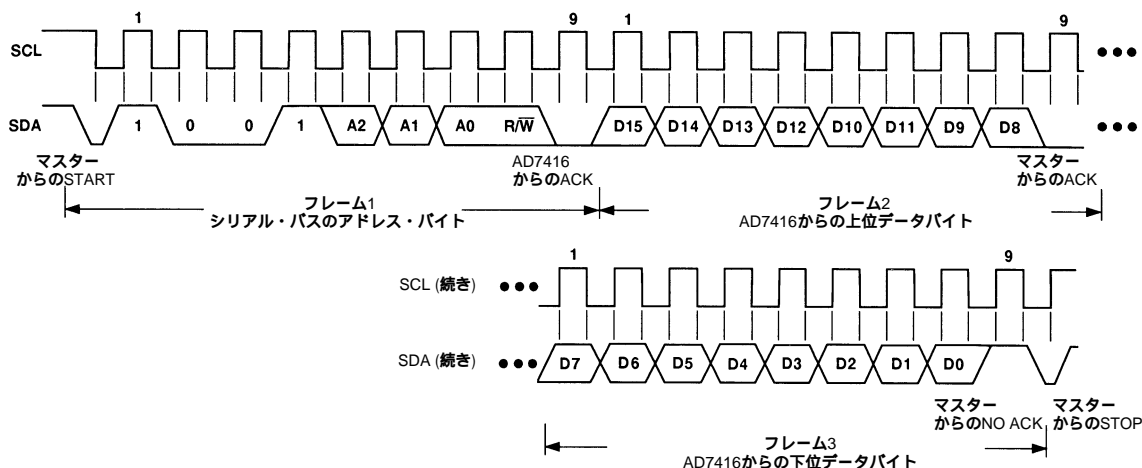 1 9 1 9
SCL
SDA 1 0 0 1 A2 A1 A0 R/W̅ D15 D14 D13 D12 D10 D11 D9 D8
マスター
からのSTART
AD7416
からのACK
マスター
からのACK
フレーム1
シリアル・バスのアドレス・バイト
フレーム2
AD7416からの上位データバイト
1 9
SCL (続き)
SDA (続き) D7 D6 D5 D4 D3 D2 D1 D0
マスター
からのNO ACK
マスター
からのSTOP
フレーム3
AD7416からの下位データバイト